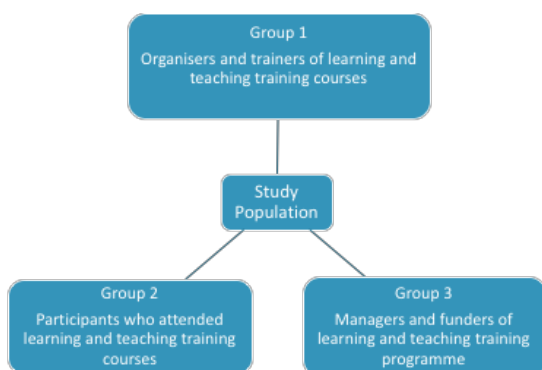 Group 1
Organisers and trainers of learning and
teaching training courses
Study
Population
Group 2
Participants who attended
learning and teaching training
courses
Group 3
Managers and funders of
learning and teaching training
programme